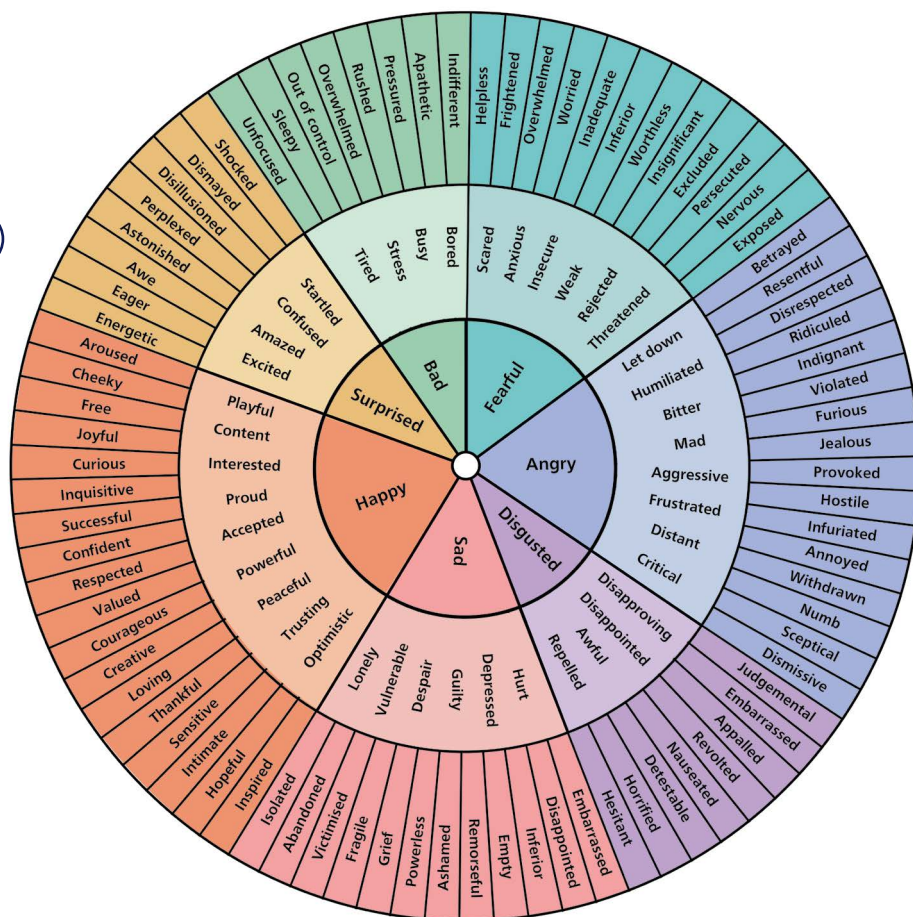 Fearful
Angry
Disgusted
Sad
Happy
Surprised
Bad
Scared
Anxious
Insecure
Weak
Rejected
Threatened
Let down
Humiliated
Bitter
Mad
Aggressive
Frustrated
Distant
Critical
Disapproving
Disappointed
Awful
Repelled
Hurt
Depressed
Guilty
Despair
Vulnerable
Lonely
Optimistic
Trusting
Peaceful
Powerful
Accepted
Proud
Interested
Content
Playful
Excited
Amazed
Confused
Startled
Tired
Stress
Busy
Bored
Helpless
Frightened
Overwhelmed
Worried
Inadequate
Inferior
Worthless
Insignificant
Excluded
Persecuted
Nervous
Exposed
Betrayed
Resentful
Disrespected
Ridiculed
Indignant
Violated
Furious
Jealous
Provoked
Hostile
Infuriated
Annoyed
Withdrawn
Numb
Sceptical
Dismissive
Judgemental
Embarrassed
Appalled
Revolted
Nauseated
Detestable
Horrified
Hesitant
Embarrassed
Disappointed
Inferior
Empty
Remorseful
Ashamed
Powerless
Grief
Fragile
Victimised
Abandoned
Isolated
Inspired
Hopeful
Intimate
Sensitive
Thankful
Loving
Creative
Courageous
Valued
Respected
Confident
Successful
Inquisitive
Curious
Joyful
Free
Cheeky
Aroused
Energetic
Eager
Awe
Astonished
Perplexed
Disillusioned
Dismayed
Shocked
Unfocused
Sleepy
Out of control
Overwhelmed
Rushed
Pressured
Apathetic
Indifferent
)